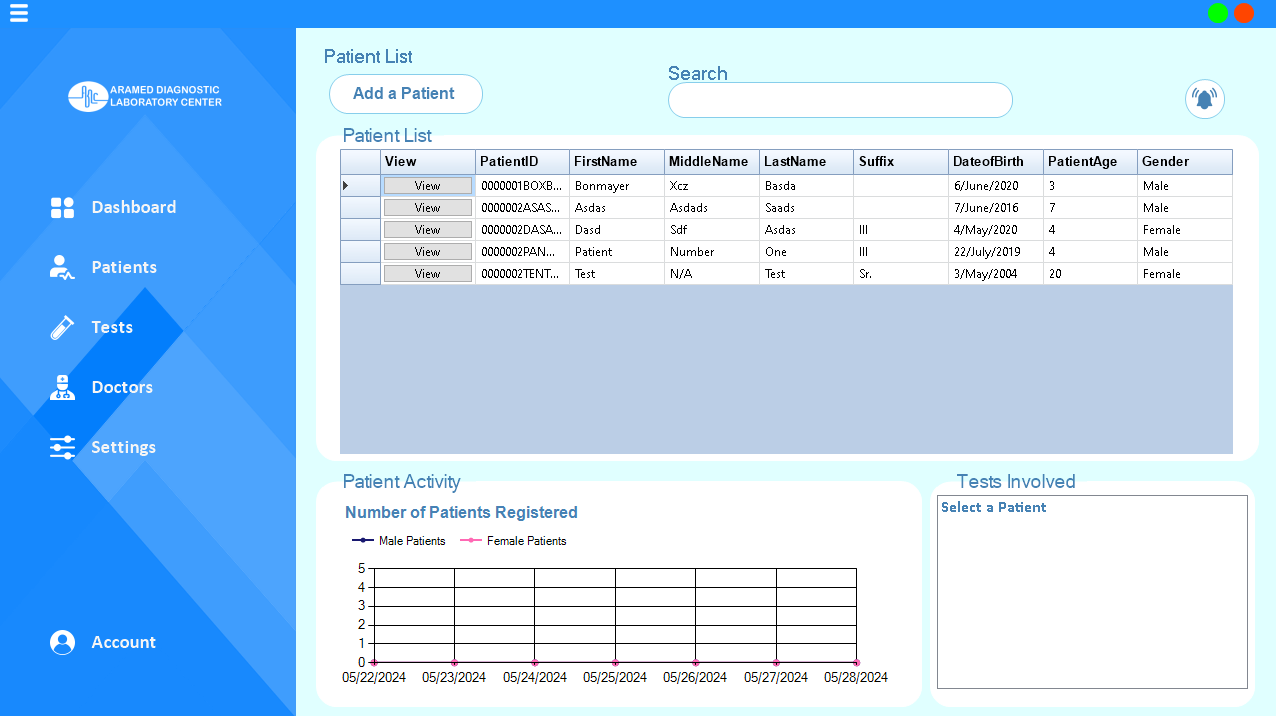 ARAMED DIAGNOSTIC
LABORATORY CENTER
Dashboard
Patients
Tests
Doctors
Settings
Account
Patient List
Add a Patient
Search
Patient List
View PatientID FirstName MiddleName LastName Suffix DateofBirth PatientAge Gender
View 0000001BOXB... Bonmayer Xcz Basda 6/June/2020 3 Male
View 0000002ASAS... Asdas Asdads Saads 7/June/2016 7 Male
View 0000002DASA... Dasd Sdf Asdas III 4/May/2020 4 Female
View 0000002PAN... Patient Number One III 22/July/2019 4 Male
View 0000002TENT... Test N/A Test Sr. 3/May/2004 20 Female
Patient Activity
Number of Patients Registered
Male Patients Female Patients
5
4
3
2
1
0
05/22/2024 05/23/2024 05/24/2024 05/25/2024 05/26/2024 05/27/2024 05/28/2024
Tests Involved
Select a Patient